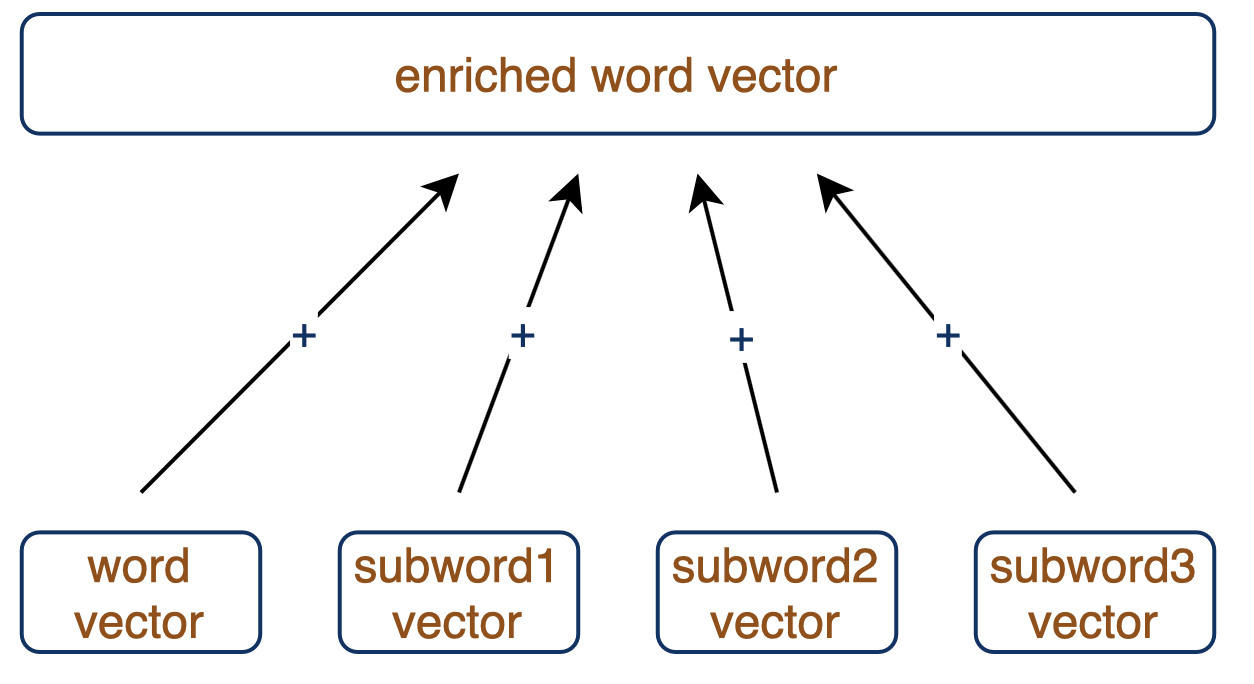 enriched word vector
+ + + +
word subword1 subword2 subword3
vector vector vector vector